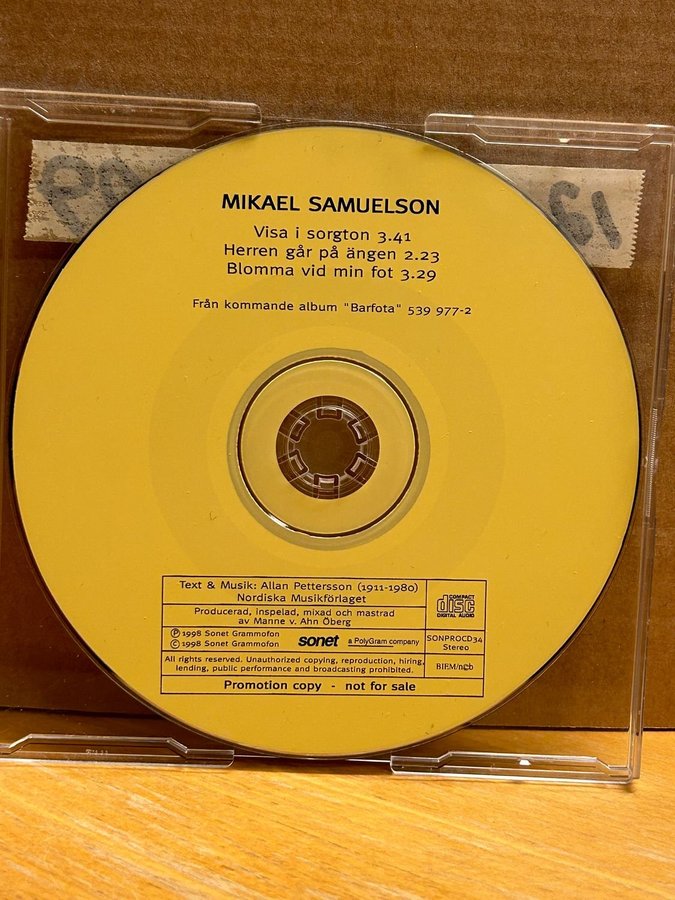 MIKAEL SAMUELSON
Visa i sorgton 3.41
Herren går på ängen 2.23
Blomma vid min fot 3.29
Från kommande album "Barfota" 539 977-2
Text & Musik: Allan Pettersson (1911-1980)
Nordiska Musikförlaget
Producerad, inspelad, mixad och mastrad
av Manne v. Ahn Öberg
COMPACT
disc
DIGITAL AUDIO
Ⓟ 1998 Sonet Grammofon
© 1998 Sonet Grammofon
sonet
a PolyGram company
SONPROCD34
Stereo
All rights reserved. Unauthorized copying, reproduction, hiring,
lending, public performance and broadcasting prohibited.
BIEM/n©b
Promotion copy - not for sale